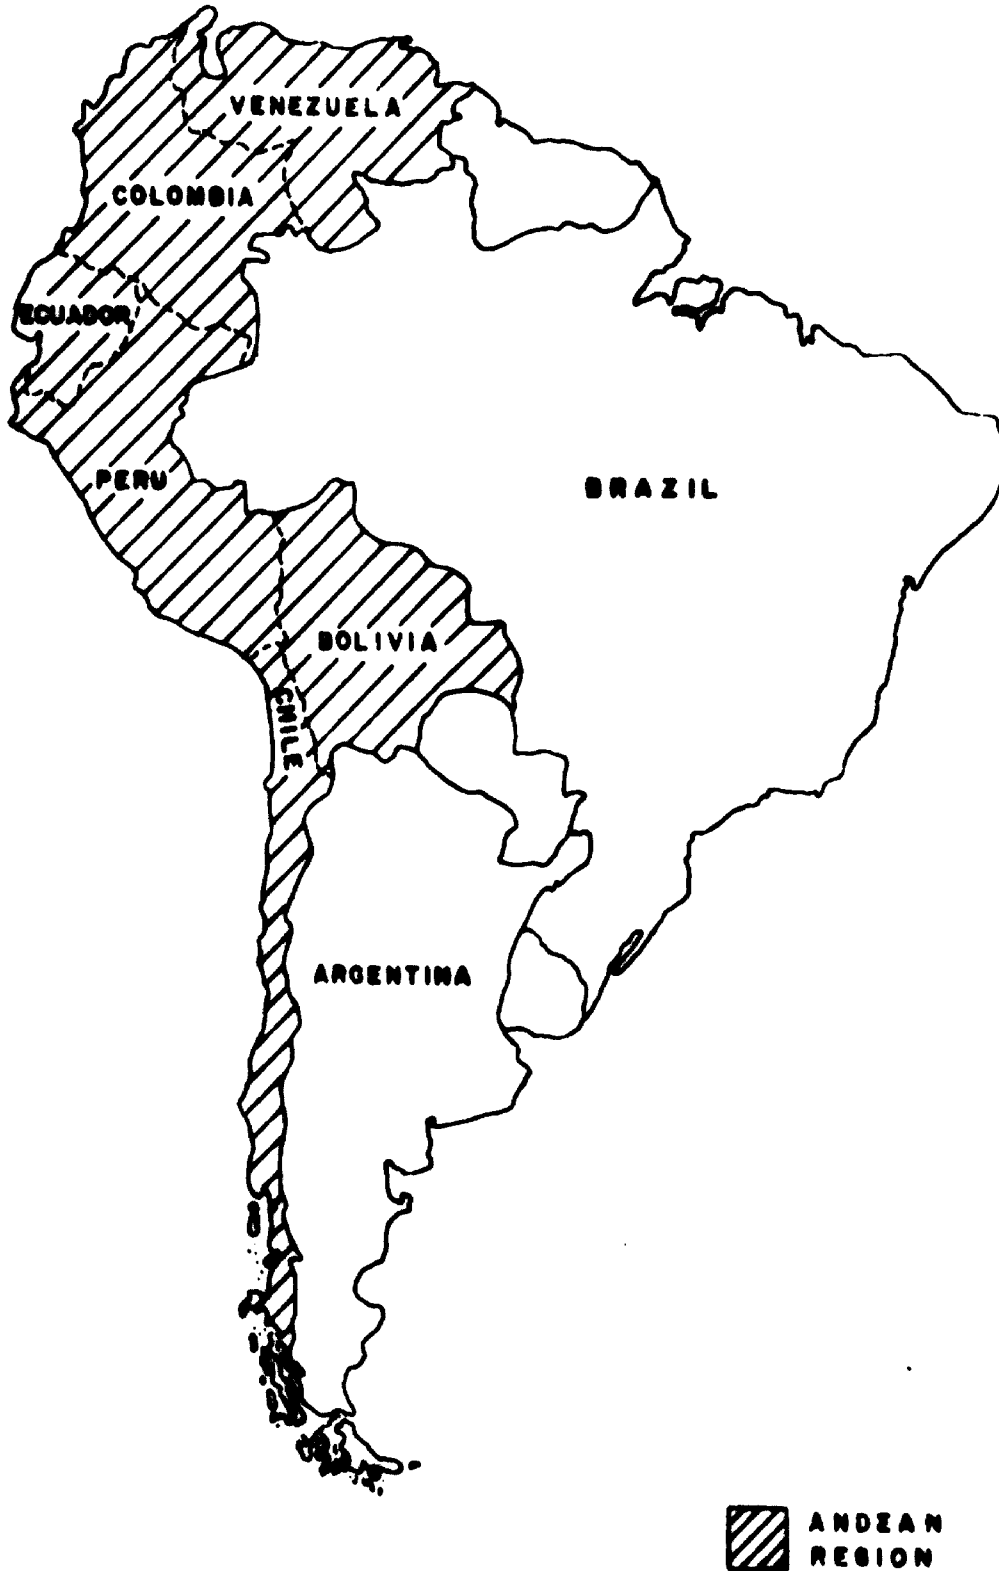 VENEZUELA
COLOMBIA
ECUADOR
PERU
BRAZIL
BOLIVIA
CHILE
ARGENTINA
ANDEAN
REGION